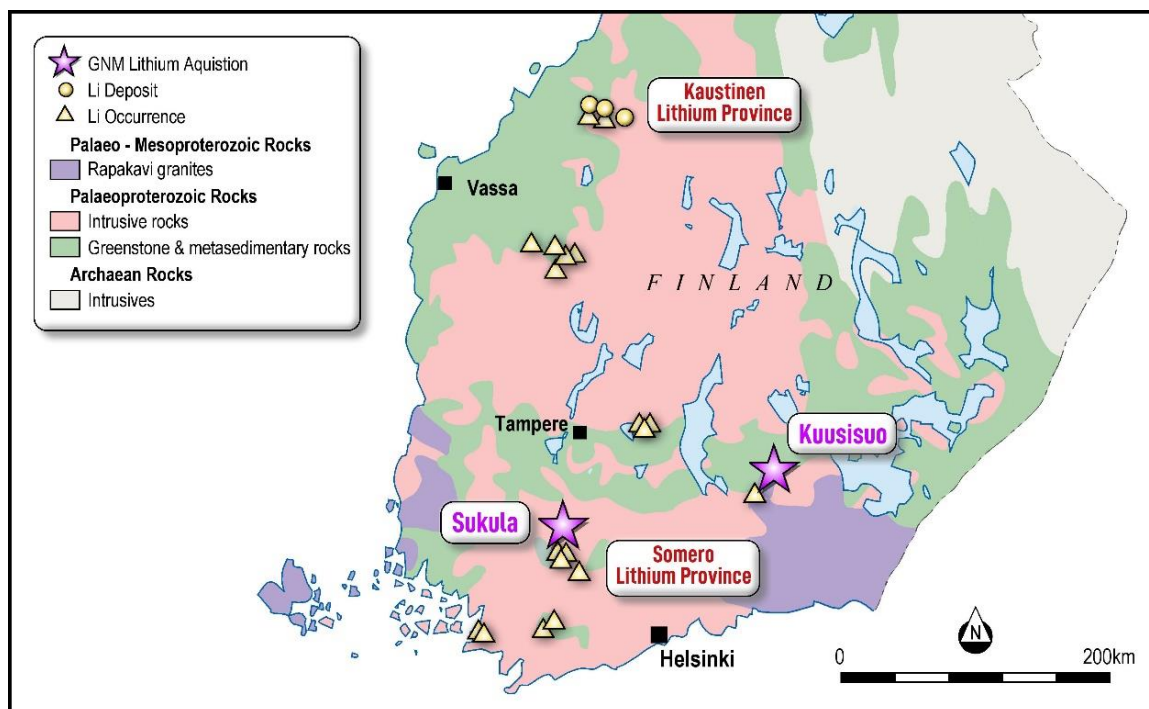 GNM Lithium Aquistion
Li Deposit
Li Occurrence
Palaeo - Mesoproterozoic Rocks
Rapakavi granites
Palaeoproterozoic Rocks
Intrusive rocks
Greenstone & metasedimentary rocks
Archaean Rocks
Intrusives
Kaustinen
Lithium Province
Vassa
FINLAND
Tampere
Kuusisuo
Sukula
Somero
Lithium Province
Helsinki
N
0 200km